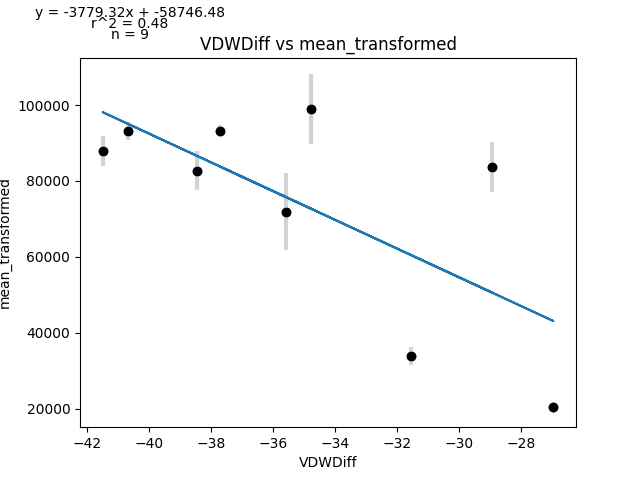 y = -3779.32x + -58746.48
r^2 = 0.48
n = 9
VDWDiff vs mean_transformed
100000
80000
60000
40000
20000
mean_transformed
−42
−40
−38
−36
−34
−32
−30
−28
VDWDiff